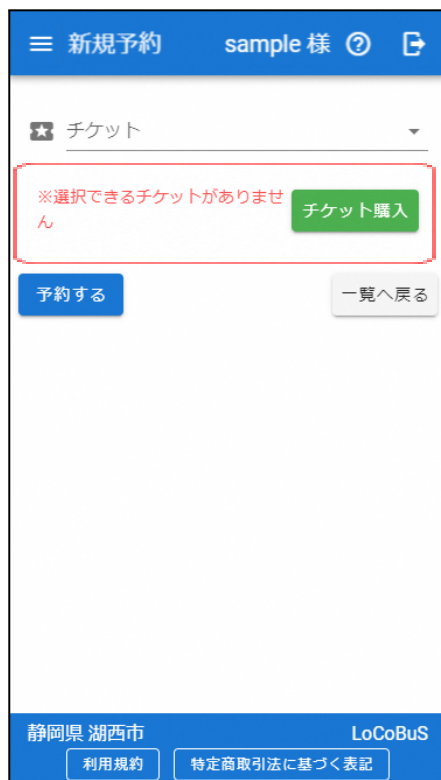 新規予約 sample 様
チケット
※選択できるチケットがありませ
ん
チケット購入
予約する 一覧へ戻る
静岡県 湖西市 LoCoBuS
利用規約 特定商取引法に基づく表記